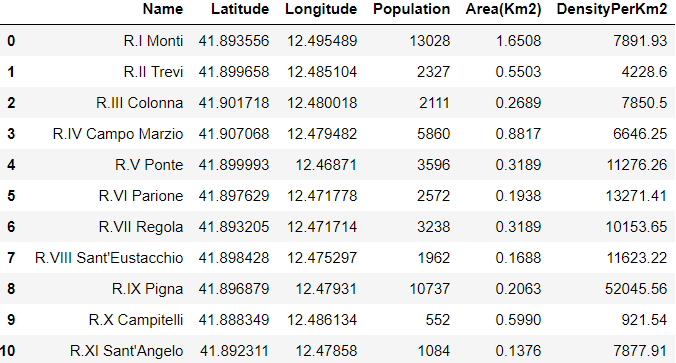 Name Latitude Longitude Population Area(Km2) DensityPerKm2
0 R.I Monti 41.893556 12.495489 13028 1.6508 7891.93
1 R.II Trevi 41.899658 12.485104 2327 0.5503 4228.6
2 R.III Colonna 41.901718 12.480018 2111 0.2689 7850.5
3 R.IV Campo Marzio 41.907068 12.479482 5860 0.8817 6646.25
4 R.V Ponte 41.899993 12.46871 3596 0.3189 11276.26
5 R.VI Parione 41.897629 12.471778 2572 0.1938 13271.41
6 R.VII Regola 41.893205 12.471714 3238 0.3189 10153.65
7 R.VIII Sant'Eustacchio 41.898428 12.475297 1962 0.1688 11623.22
8 R.IX Pigna 41.896879 12.47931 10737 0.2063 52045.56
9 R.X Campitelli 41.888349 12.486134 552 0.5990 921.54
10 R.XI Sant'Angelo 41.892311 12.47858 1084 0.1376 7877.91